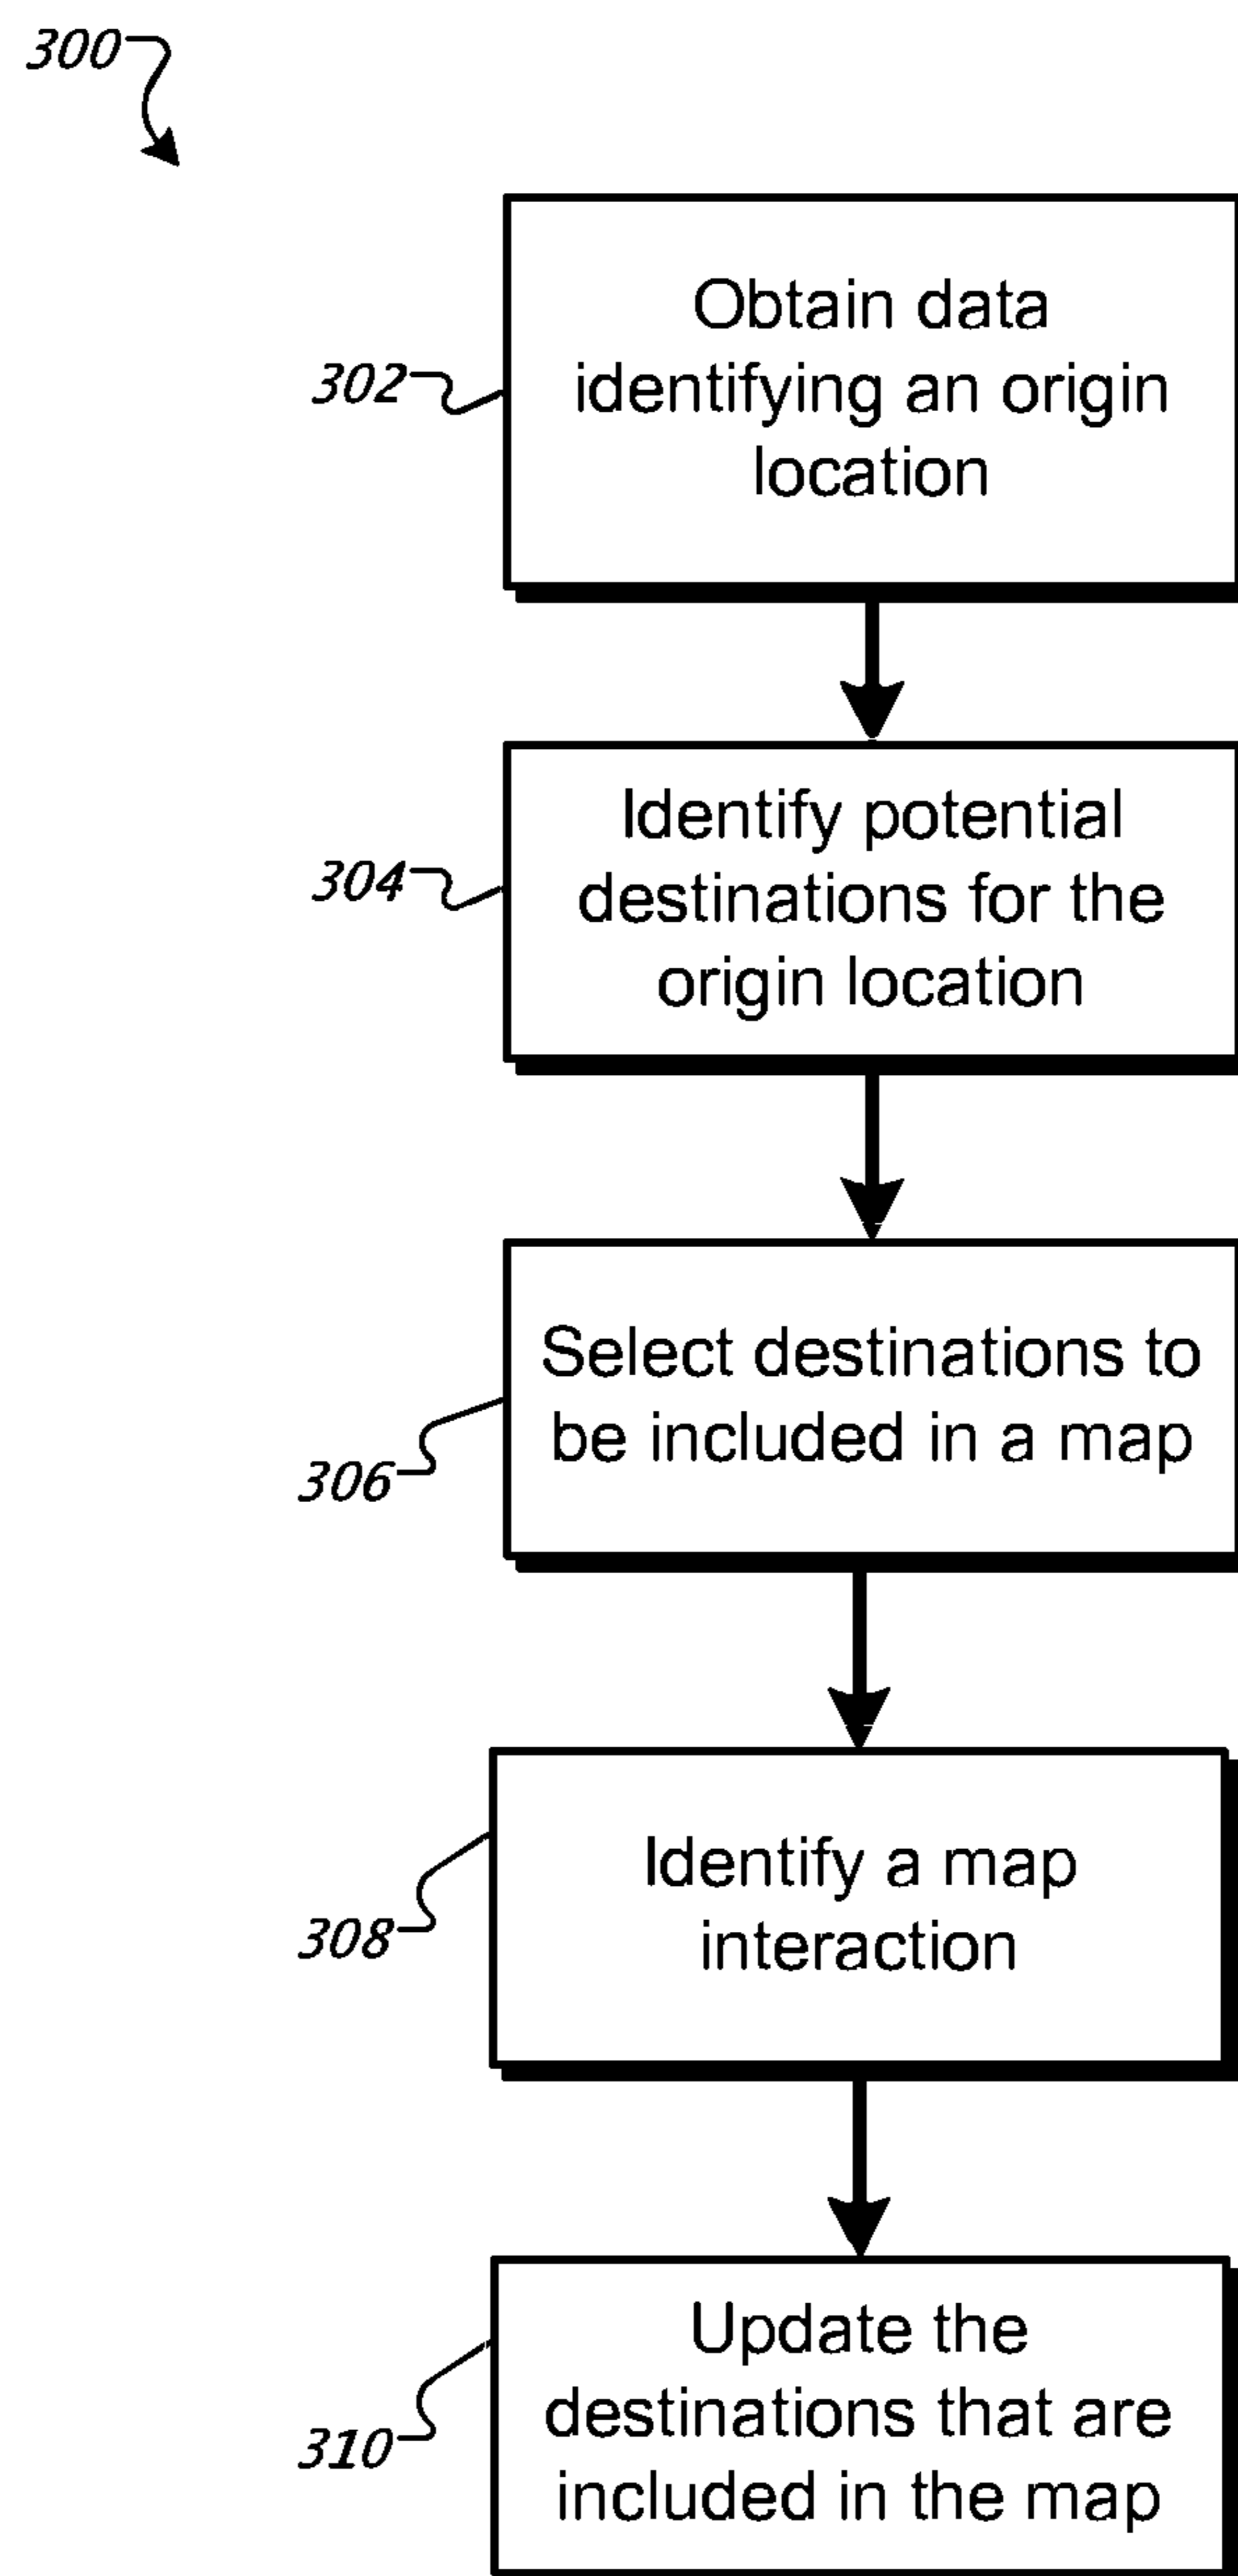 300
Obtain data
302
identifying an origin
location
Identify potential
304
destinations for the
origin location
Select destinations to
be included in a map
306
Identify a map
308
interaction
Update the
destinations that are
310
included in the map